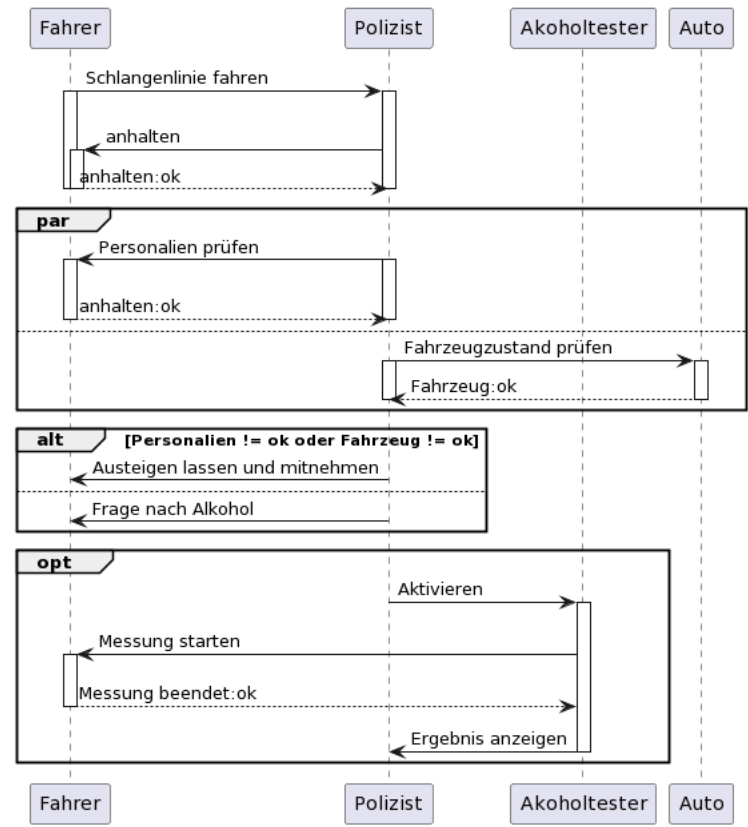 Fahrer Polizist Akoholtester Auto
Schlangenlinie fahren
anhalten
anhalten:ok
par
Personalien prüfen
anhalten:ok
Fahrzeugzustand prüfen
Fahrzeug:ok
alt [Personalien != ok oder Fahrzeug != ok]
Austeigen lassen und mitnehmen
Frage nach Alkohol
opt
Aktivieren
Messung starten
Messung beendet:ok
Ergebnis anzeigen
Fahrer Polizist Akoholtester Auto